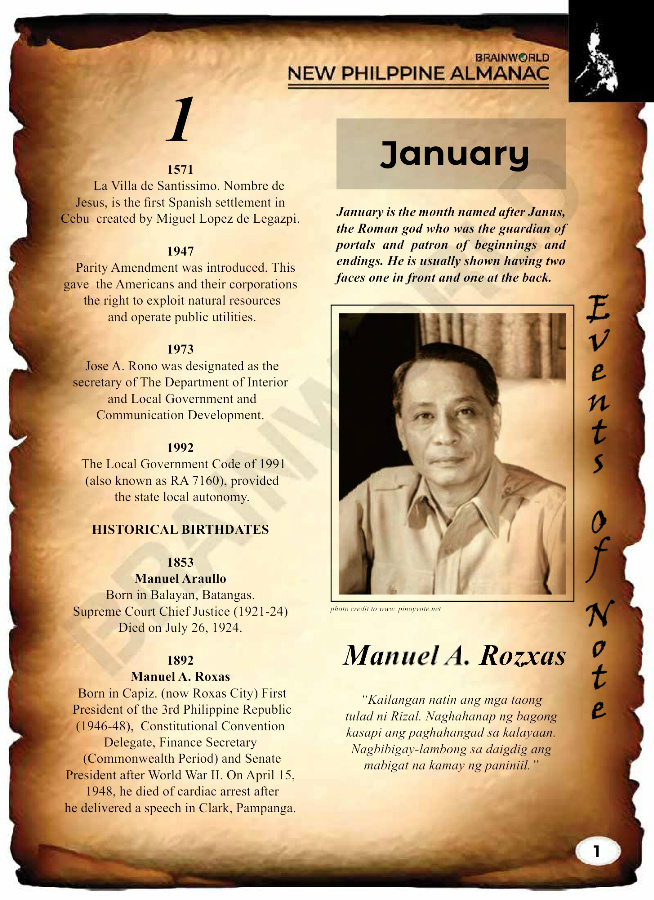 BRAINWORLD
NEW PHILPPINE ALMANAC
1
1571
La Villa de Santissimo. Nombre de
Jesus, is the first Spanish settlement in
Cebu created by Miguel Lopez de Legazpi.
1947
Parity Amendment was introduced. This
gave the Americans and their corporations
the right to exploit natural resources
and operate public utilities.
1973
Jose A. Rono was designated as the
secretary of The Department of Interior
and Local Government and
Communication Development.
1992
The Local Government Code of 1991
(also known as RA 7160), provided
the state local autonomy.
HISTORICAL BIRTHDATES
1853
Manuel Araullo
Born in Balayan, Batangas.
Supreme Court Chief Justice (1921-24)
Died on July 26, 1924.
1892
Manuel A. Roxas
Born in Capiz. (now Roxas City) First
President of the 3rd Philippine Republic
(1946-48), Constitutional Convention
Delegate, Finance Secretary
(Commonwealth Period) and Senate
President after World War II. On April 15,
1948, he died of cardiac arrest after
he delivered a speech in Clark, Pampanga.
January
January is the month named after Janus,
the Roman god who was the guardian of
portals and patron of beginnings and
endings. He is usually shown having two
faces one in front and one at the back.
photo credit to www. pinoyvote.net
Manuel A. Rozxas
“Kailangan natin ang mga taong
tulad ni Rizal. Naghahanap ng bagong
kasapi ang paghahangad sa kalayaan.
Nagbibigay-lambong sa daigdig ang
mabigat na kamay ng paniniil.”
Events of Note
1
BRAINWORLD